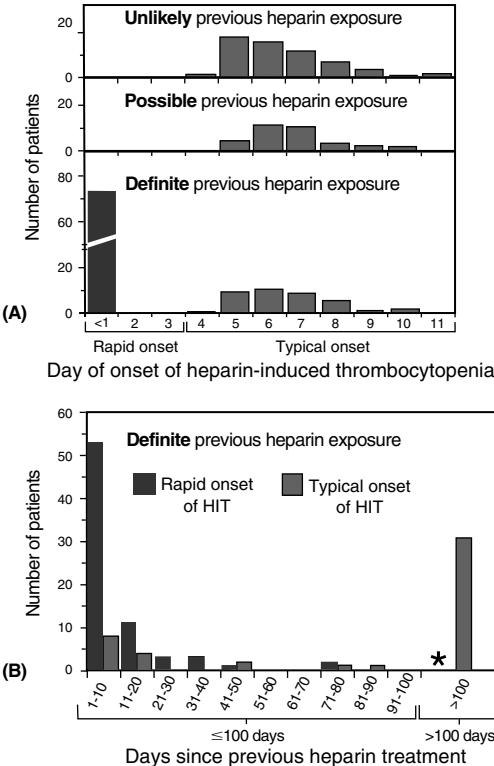 20
Unlikely previous heparin exposure
0
20
Possible previous heparin exposure
0
80
Definite previous heparin exposure
60
20
0
Number of patients
(A)
<1 2 3 4 5 6 7 8 9 10 11
Rapid onset Typical onset
Day of onset of heparin-induced thrombocytopenia
60
Definite previous heparin exposure
50
40
Rapid onset of HIT
Typical onset of HIT
30
20
10
0
Number of patients
*
(B)
1-10 11-20 21-30 31-40 41-50 51-60 61-70 71-80 81-90 91-100 >100
≤100 days >100 days
Days since previous heparin treatment